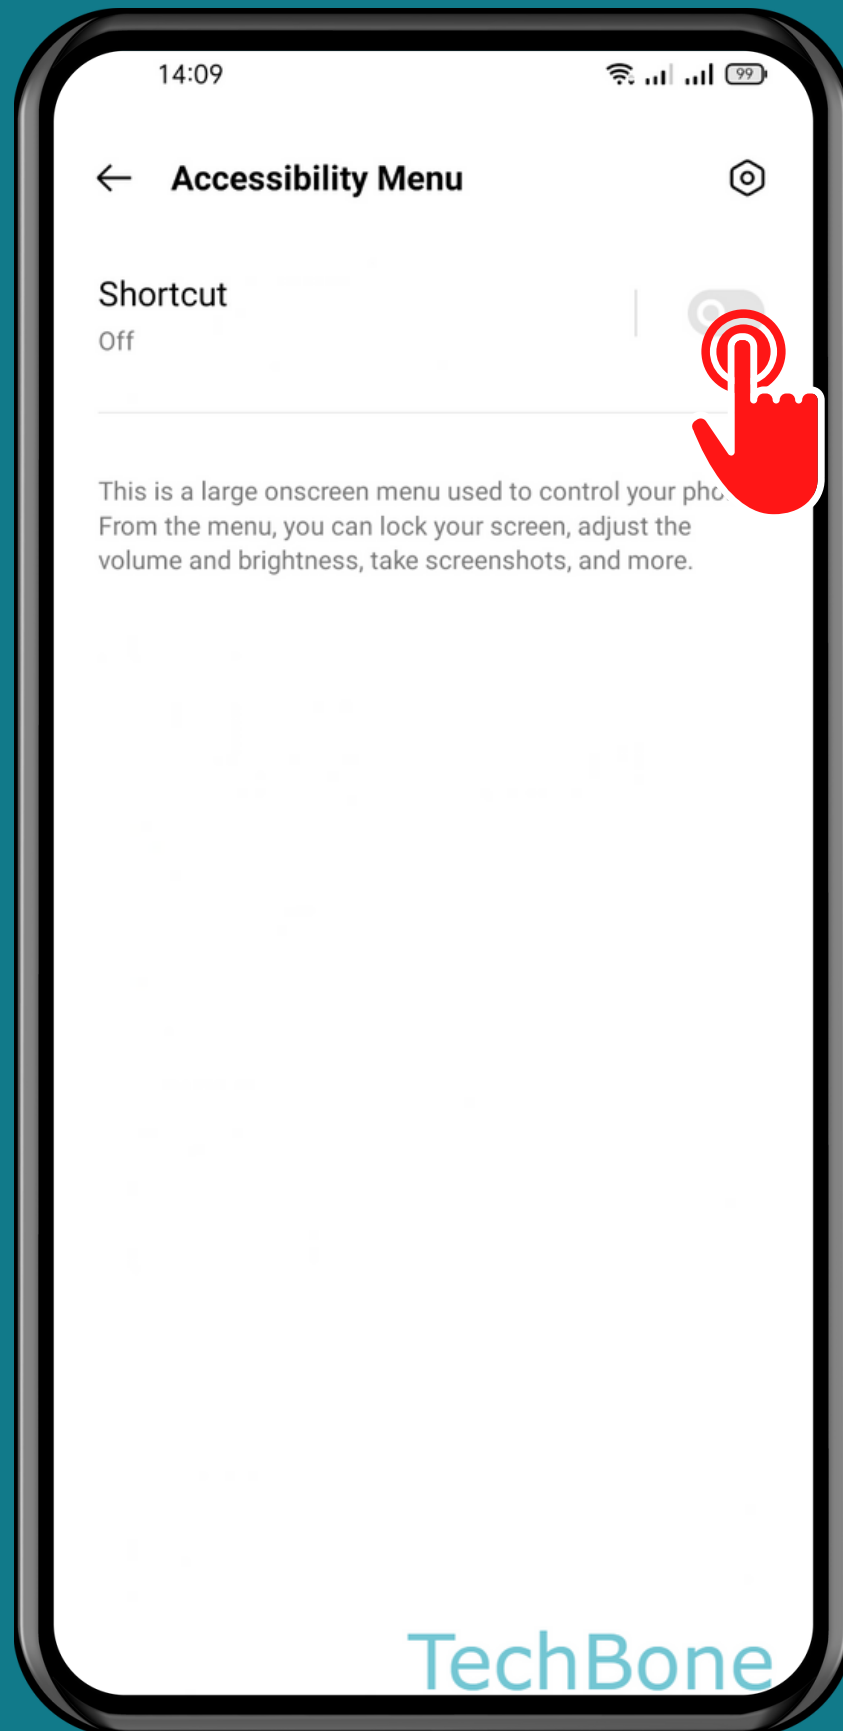 14:09
99
Accessibility Menu
Shortcut
Off
This is a large onscreen menu used to control your
From the menu, you can lock your screen, adjust the
volume and brightness, take screenshots, and more.
TechBone